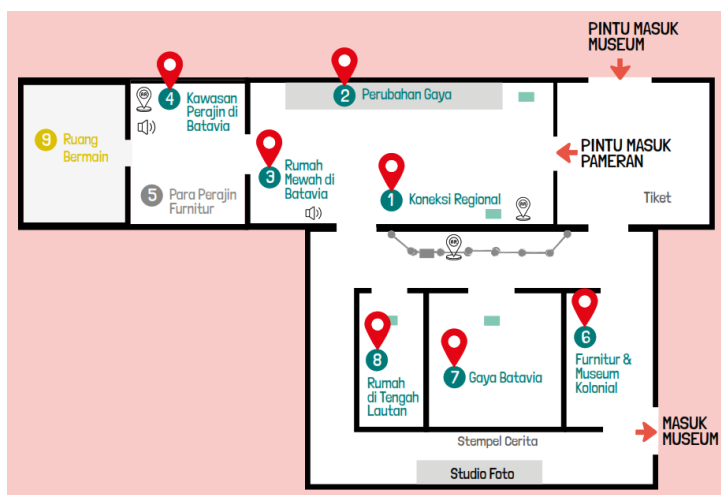 PINTU MASUK
MUSEUM
4 Kawasan
Perajin di
Batavia
2 Perubahan Gaya
9 Ruang
Bermain
3 Rumah
Mewah di
Batavia
PINTU MASUK
PAMERAN
5 Para Perajin
Furnitur
1 Koneksi Regional
Tiket
6
Furnitur &
Museum
Kolonial
8
Rumah
di Tengah
Lautan
7 Gaya Batavia
MASUK
MUSEUM
Stempel Cerita
Studio Foto